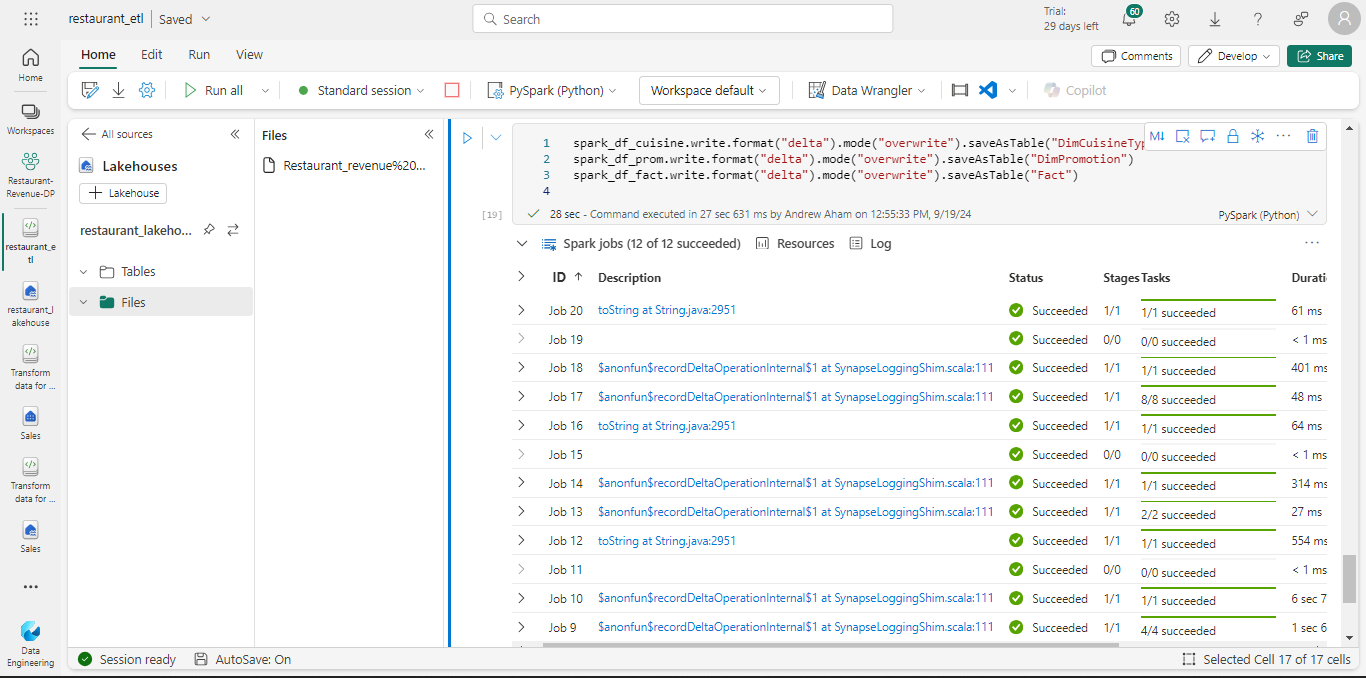 restaurant_etl Saved
Search
Trial:
29 days left
60
Home Edit Run View
Comments Develop Share
Run all Standard session PySpark (Python) Workspace default Data Wrangler Copilot
Home
Workspaces
Restaurant-
Revenue-DP
restaurant_e
tl
restaurant_l
akehouse
Transform
data for ...
Sales
Transform
data for ...
Sales
Data
Engineering
All sources
Lakehouses
Lakehouse
restaurant_lakeho...
Tables
Files
Files
Restaurant_revenue%20...
1 spark_df_cuisine.write.format("delta").mode("overwrite").saveAsTable("DimCuisineTyp
2 spark_df_prom.write.format("delta").mode("overwrite").saveAsTable("DimPromotion")
3 spark_df_fact.write.format("delta").mode("overwrite").saveAsTable("Fact")
4
M↓
[19]
28 sec - Command executed in 27 sec 631 ms by Andrew Aham on 12:55:33 PM, 9/19/24 PySpark (Python)
Spark jobs (12 of 12 succeeded) Resources Log
ID ↑ Description Status Stages Tasks Durati
Job 20 toString at String.java:2951 Succeeded 1/1 1/1 succeeded 61 ms
Job 19 Succeeded 0/0 0/0 succeeded < 1 ms
Job 18 $anonfun$recordDeltaOperationInternal$1 at SynapseLoggingShim.scala:111 Succeeded 1/1 1/1 succeeded 401 ms
Job 17 $anonfun$recordDeltaOperationInternal$1 at SynapseLoggingShim.scala:111 Succeeded 1/1 8/8 succeeded 48 ms
Job 16 toString at String.java:2951 Succeeded 1/1 1/1 succeeded 64 ms
Job 15 Succeeded 0/0 0/0 succeeded < 1 ms
Job 14 $anonfun$recordDeltaOperationInternal$1 at SynapseLoggingShim.scala:111 Succeeded 1/1 1/1 succeeded 314 ms
Job 13 $anonfun$recordDeltaOperationInternal$1 at SynapseLoggingShim.scala:111 Succeeded 1/1 2/2 succeeded 27 ms
Job 12 toString at String.java:2951 Succeeded 1/1 1/1 succeeded 554 ms
Job 11 Succeeded 0/0 0/0 succeeded < 1 ms
Job 10 $anonfun$recordDeltaOperationInternal$1 at SynapseLoggingShim.scala:111 Succeeded 1/1 1/1 succeeded 6 sec 7
Job 9 $anonfun$recordDeltaOperationInternal$1 at SynapseLoggingShim.scala:111 Succeeded 1/1 4/4 succeeded 1 sec 6
Session ready AutoSave: On Selected Cell 17 of 17 cells